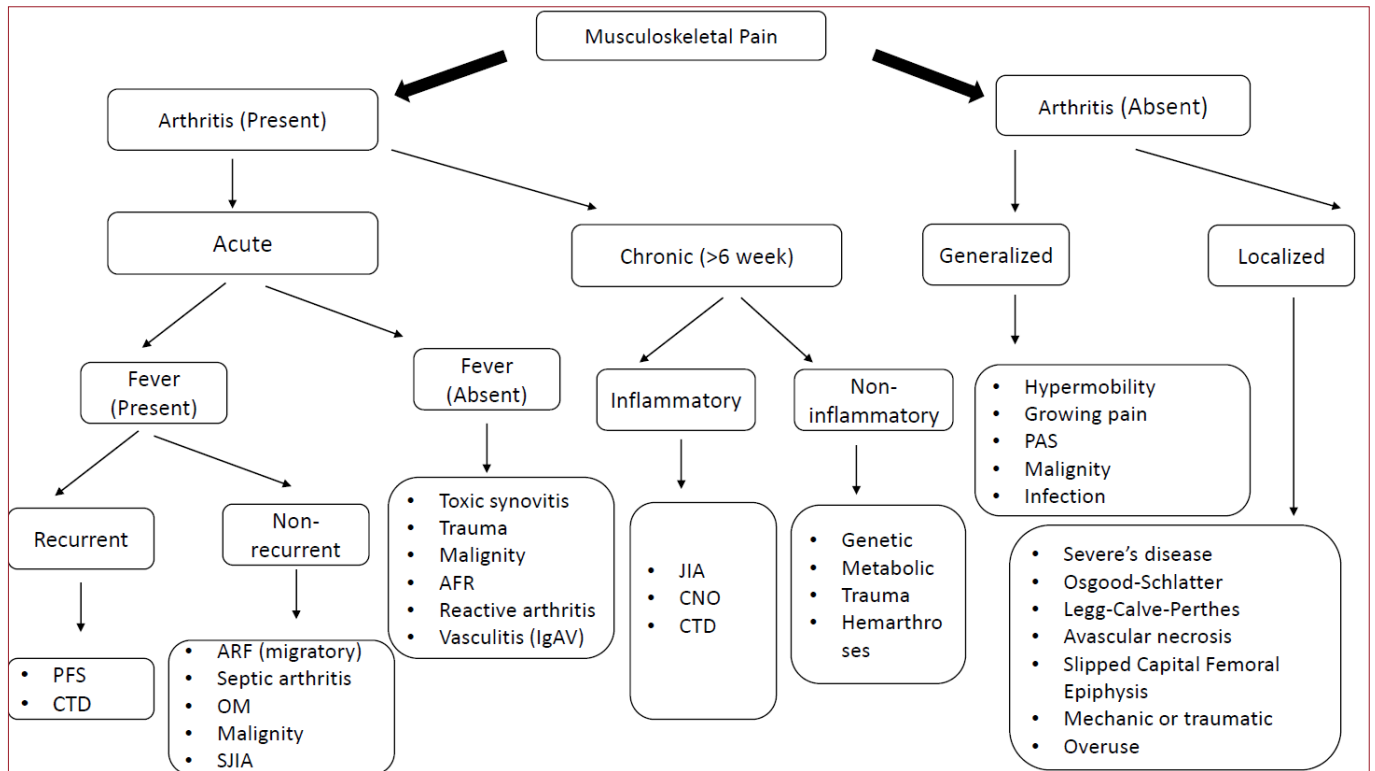 Musculoskeletal Pain
Arthritis (Present)
Arthritis (Absent)
Acute
Chronic (>6 week)
Generalized
Localized
Fever
(Present)
Fever
(Absent)
Inflammatory
Non-
inflammatory
• Hypermobility
• Growing pain
• PAS
• Malignity
• Infection
Recurrent
Non-
recurrent
• Toxic synovitis
• Trauma
• Malignity
• AFR
• Reactive arthritis
• Vasculitis (IgAV)
• JIA
• CNO
• CTD
• Genetic
• Metabolic
• Trauma
• Hemarthro
ses
• Severe’s disease
• Osgood-Schlatter
• Legg-Calve-Perthes
• Avascular necrosis
• Slipped Capital Femoral
Epiphysis
• Mechanic or traumatic
• Overuse
• PFS
• CTD
• ARF (migratory)
• Septic arthritis
• OM
• Malignity
• SJIA